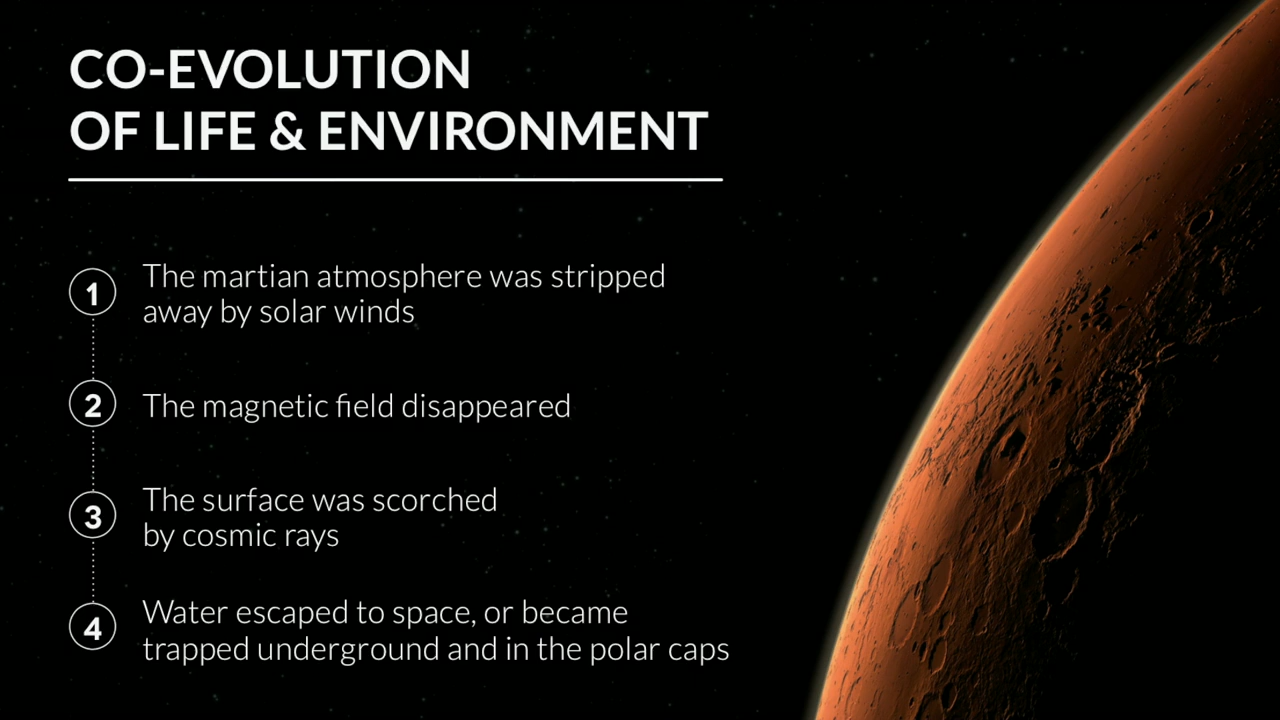 CO-EVOLUTION
OF LIFE & ENVIRONMENT
1 The martian atmosphere was stripped
away by solar winds
2 The magnetic field disappeared
3 The surface was scorched
by cosmic rays
4 Water escaped to space, or became
trapped underground and in the polar caps